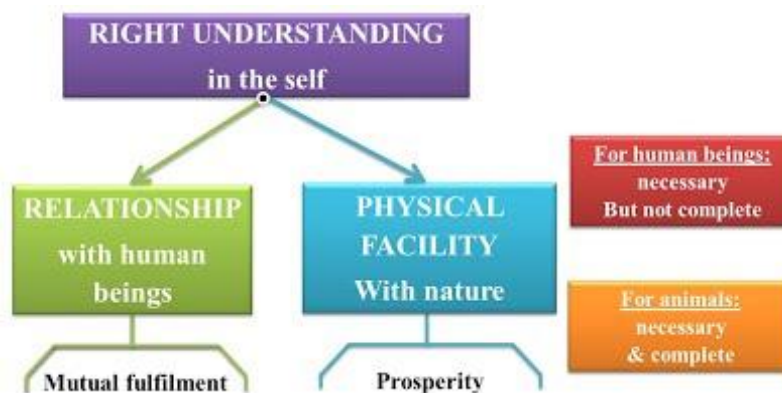 RIGHT UNDERSTANDING
in the self
RELATIONSHIP
with human
beings
PHYSICAL
FACILITY
With nature
For human beings:
necessary
But not complete
For animals:
necessary
& complete
Mutual fulfilment
Prosperity